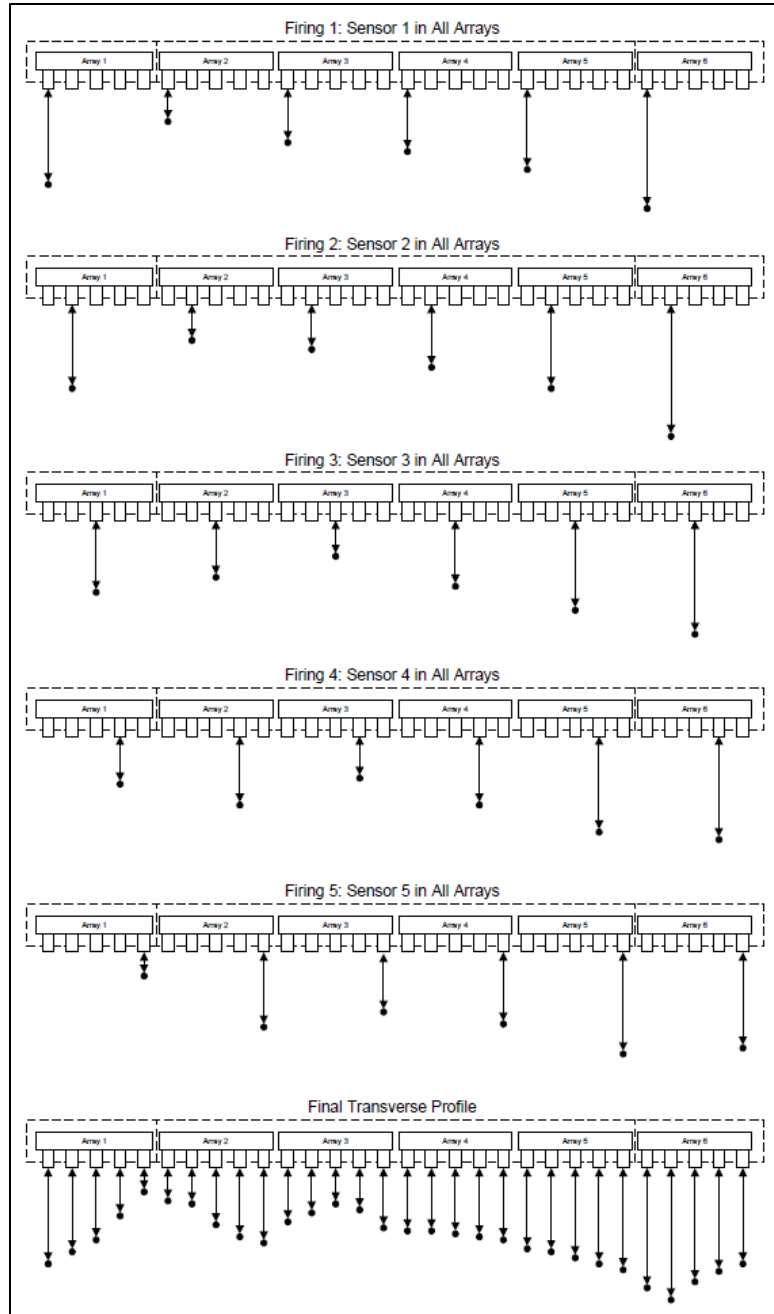 Firing 1: Sensor 1 in All Arrays
Array 1 Array 2 Array 3 Array 4 Array 5 Array 6
Firing 2: Sensor 2 in All Arrays
Array 1 Array 2 Array 3 Array 4 Array 5 Array 6
Firing 3: Sensor 3 in All Arrays
Array 1 Array 2 Array 3 Array 4 Array 5 Array 6
Firing 4: Sensor 4 in All Arrays
Array 1 Array 2 Array 3 Array 4 Array 5 Array 6
Firing 5: Sensor 5 in All Arrays
Array 1 Array 2 Array 3 Array 4 Array 5 Array 6
Final Transverse Profile
Array 1 Array 2 Array 3 Array 4 Array 5 Array 6